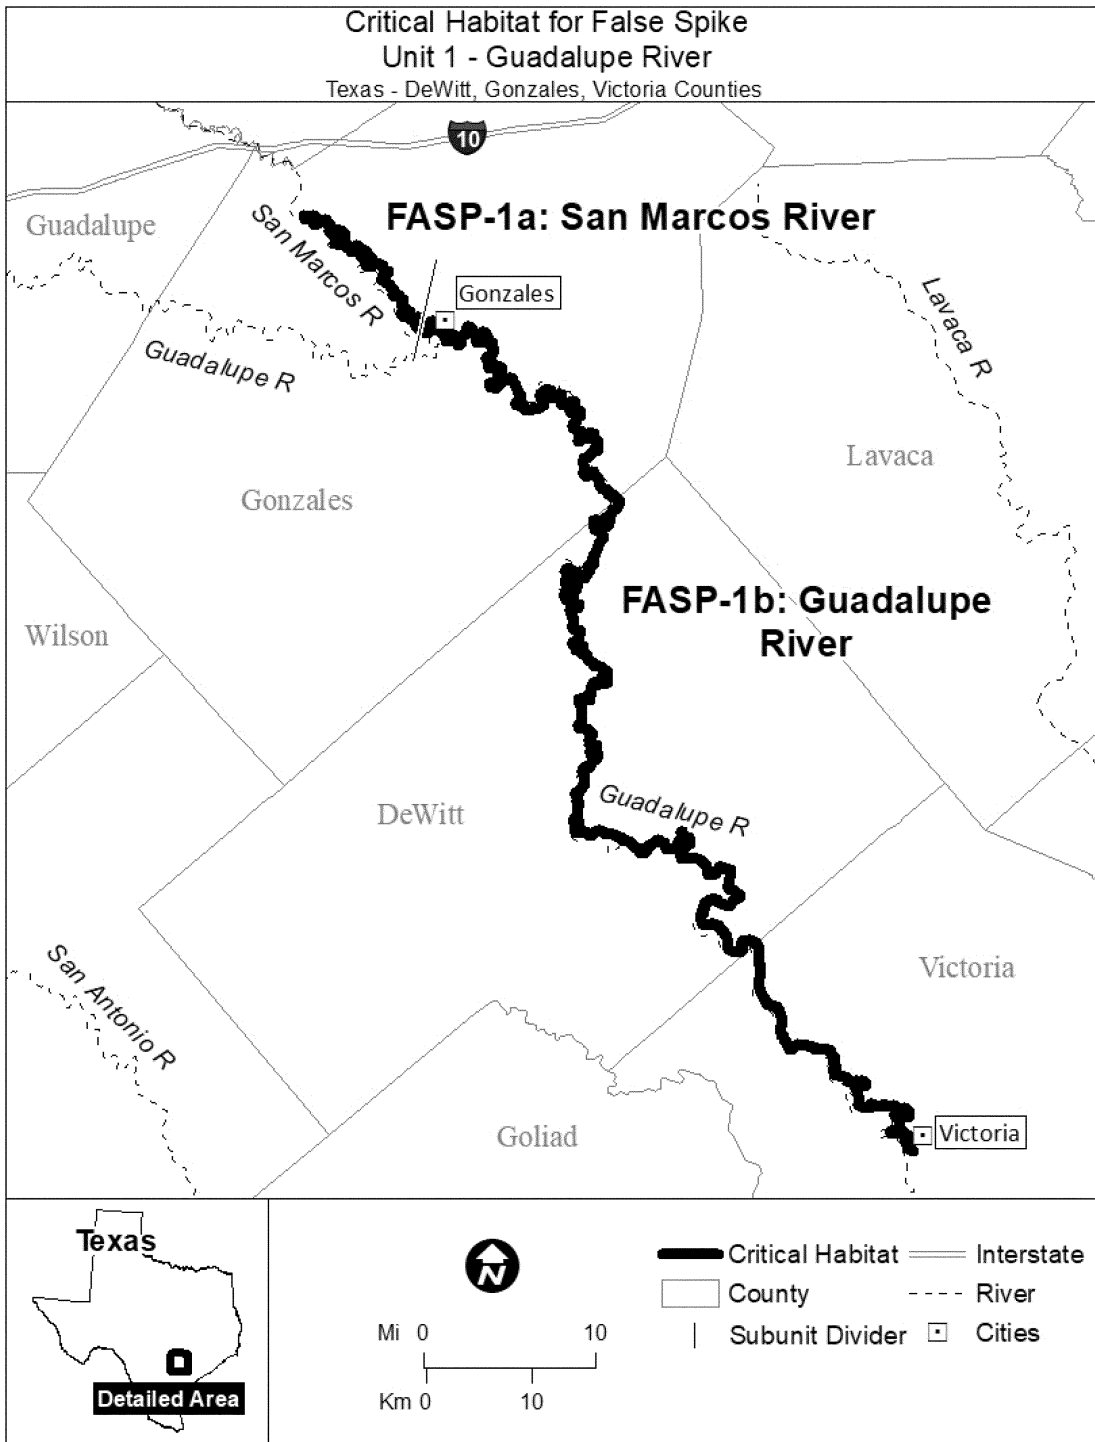 Critical Habitat for False Spike
Unit 1 - Guadalupe River
Texas - DeWitt, Gonzales, Victoria Counties
10
FASP-1a: San Marcos River
Guadalupe
San Marcos R
Gonzales
Lavaca R
Guadalupe R
Lavaca
Gonzales
FASP-1b: Guadalupe
River
Wilson
Guadalupe R
DeWitt
San Antonio R
Victoria
Victoria
Goliad
Texas
Detailed Area
N
Mi 0 10
Km 0 10
Critical Habitat
Interstate
County
River
Subunit Divider
Cities